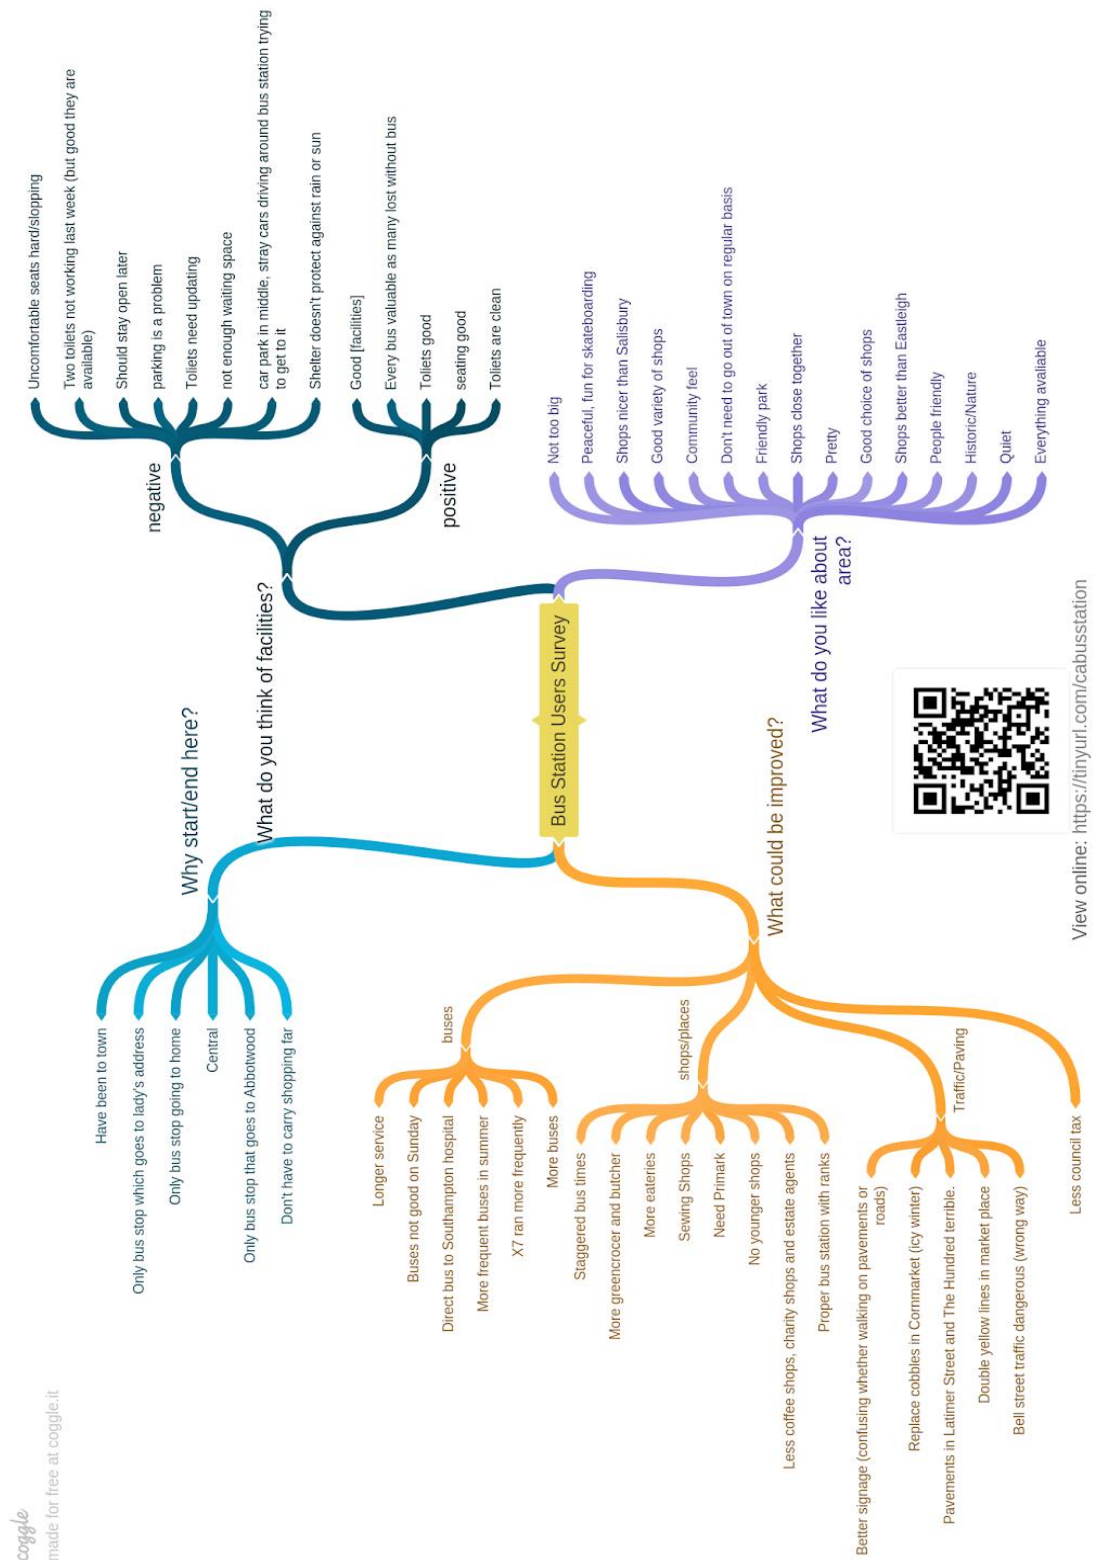 coggle
made for free at coggle.it
Bus Station Users Survey
Why start/end here?
Have been to town
Only bus stop which goes to lady's address
Only bus stop going to home
Central
Only bus stop that goes to Abbotwood
Don't have to carry shopping far
What do you think of facilities?
negative
Uncomfortable seats hard/slopping
Two toilets not working last week (but good they are
available)
Should stay open later
parking is a problem
Toliets need updating
not enough waiting space
car park in middle, stray cars driving around bus station trying
to get to it
Shelter doesn't protect against rain or sun
positive
Good [facilities]
Every bus valuable as many lost without bus
Toliets good
seating good
Toliets are clean
What do you like about
area?
Not too big
Peaceful, fun for skateboarding
Shops nicer than Salisbury
Good variety of shops
Community feel
Don't need to go out of town on regular basis
Friendly park
Shops close together
Pretty
Good choice of shops
Shops better than Eastleigh
People friendly
Historic/Nature
Quiet
Everything avaliable
What could be improved?
buses
Longer service
Buses not good on Sunday
Direct bus to Southampton hospital
More frequent buses in summer
X7 ran more frequently
More buses
shops/places
Staggered bus times
More greencrocer and butcher
More eateries
Sewing Shops
Need Primark
No younger shops
Less coffee shops, charity shops and estate agents
Proper bus station with ranks
Traffic/Paving
Better signage (confusing whether walking on pavements or
roads)
Replace cobbles in Cornmarket (icy winter)
Pavements in Latimer Street and The Hundred terrible.
Double yellow lines in market place
Bell street traffic dangerous (wrong way)
Less council tax
View online: https://tinyurl.com/cabusstation